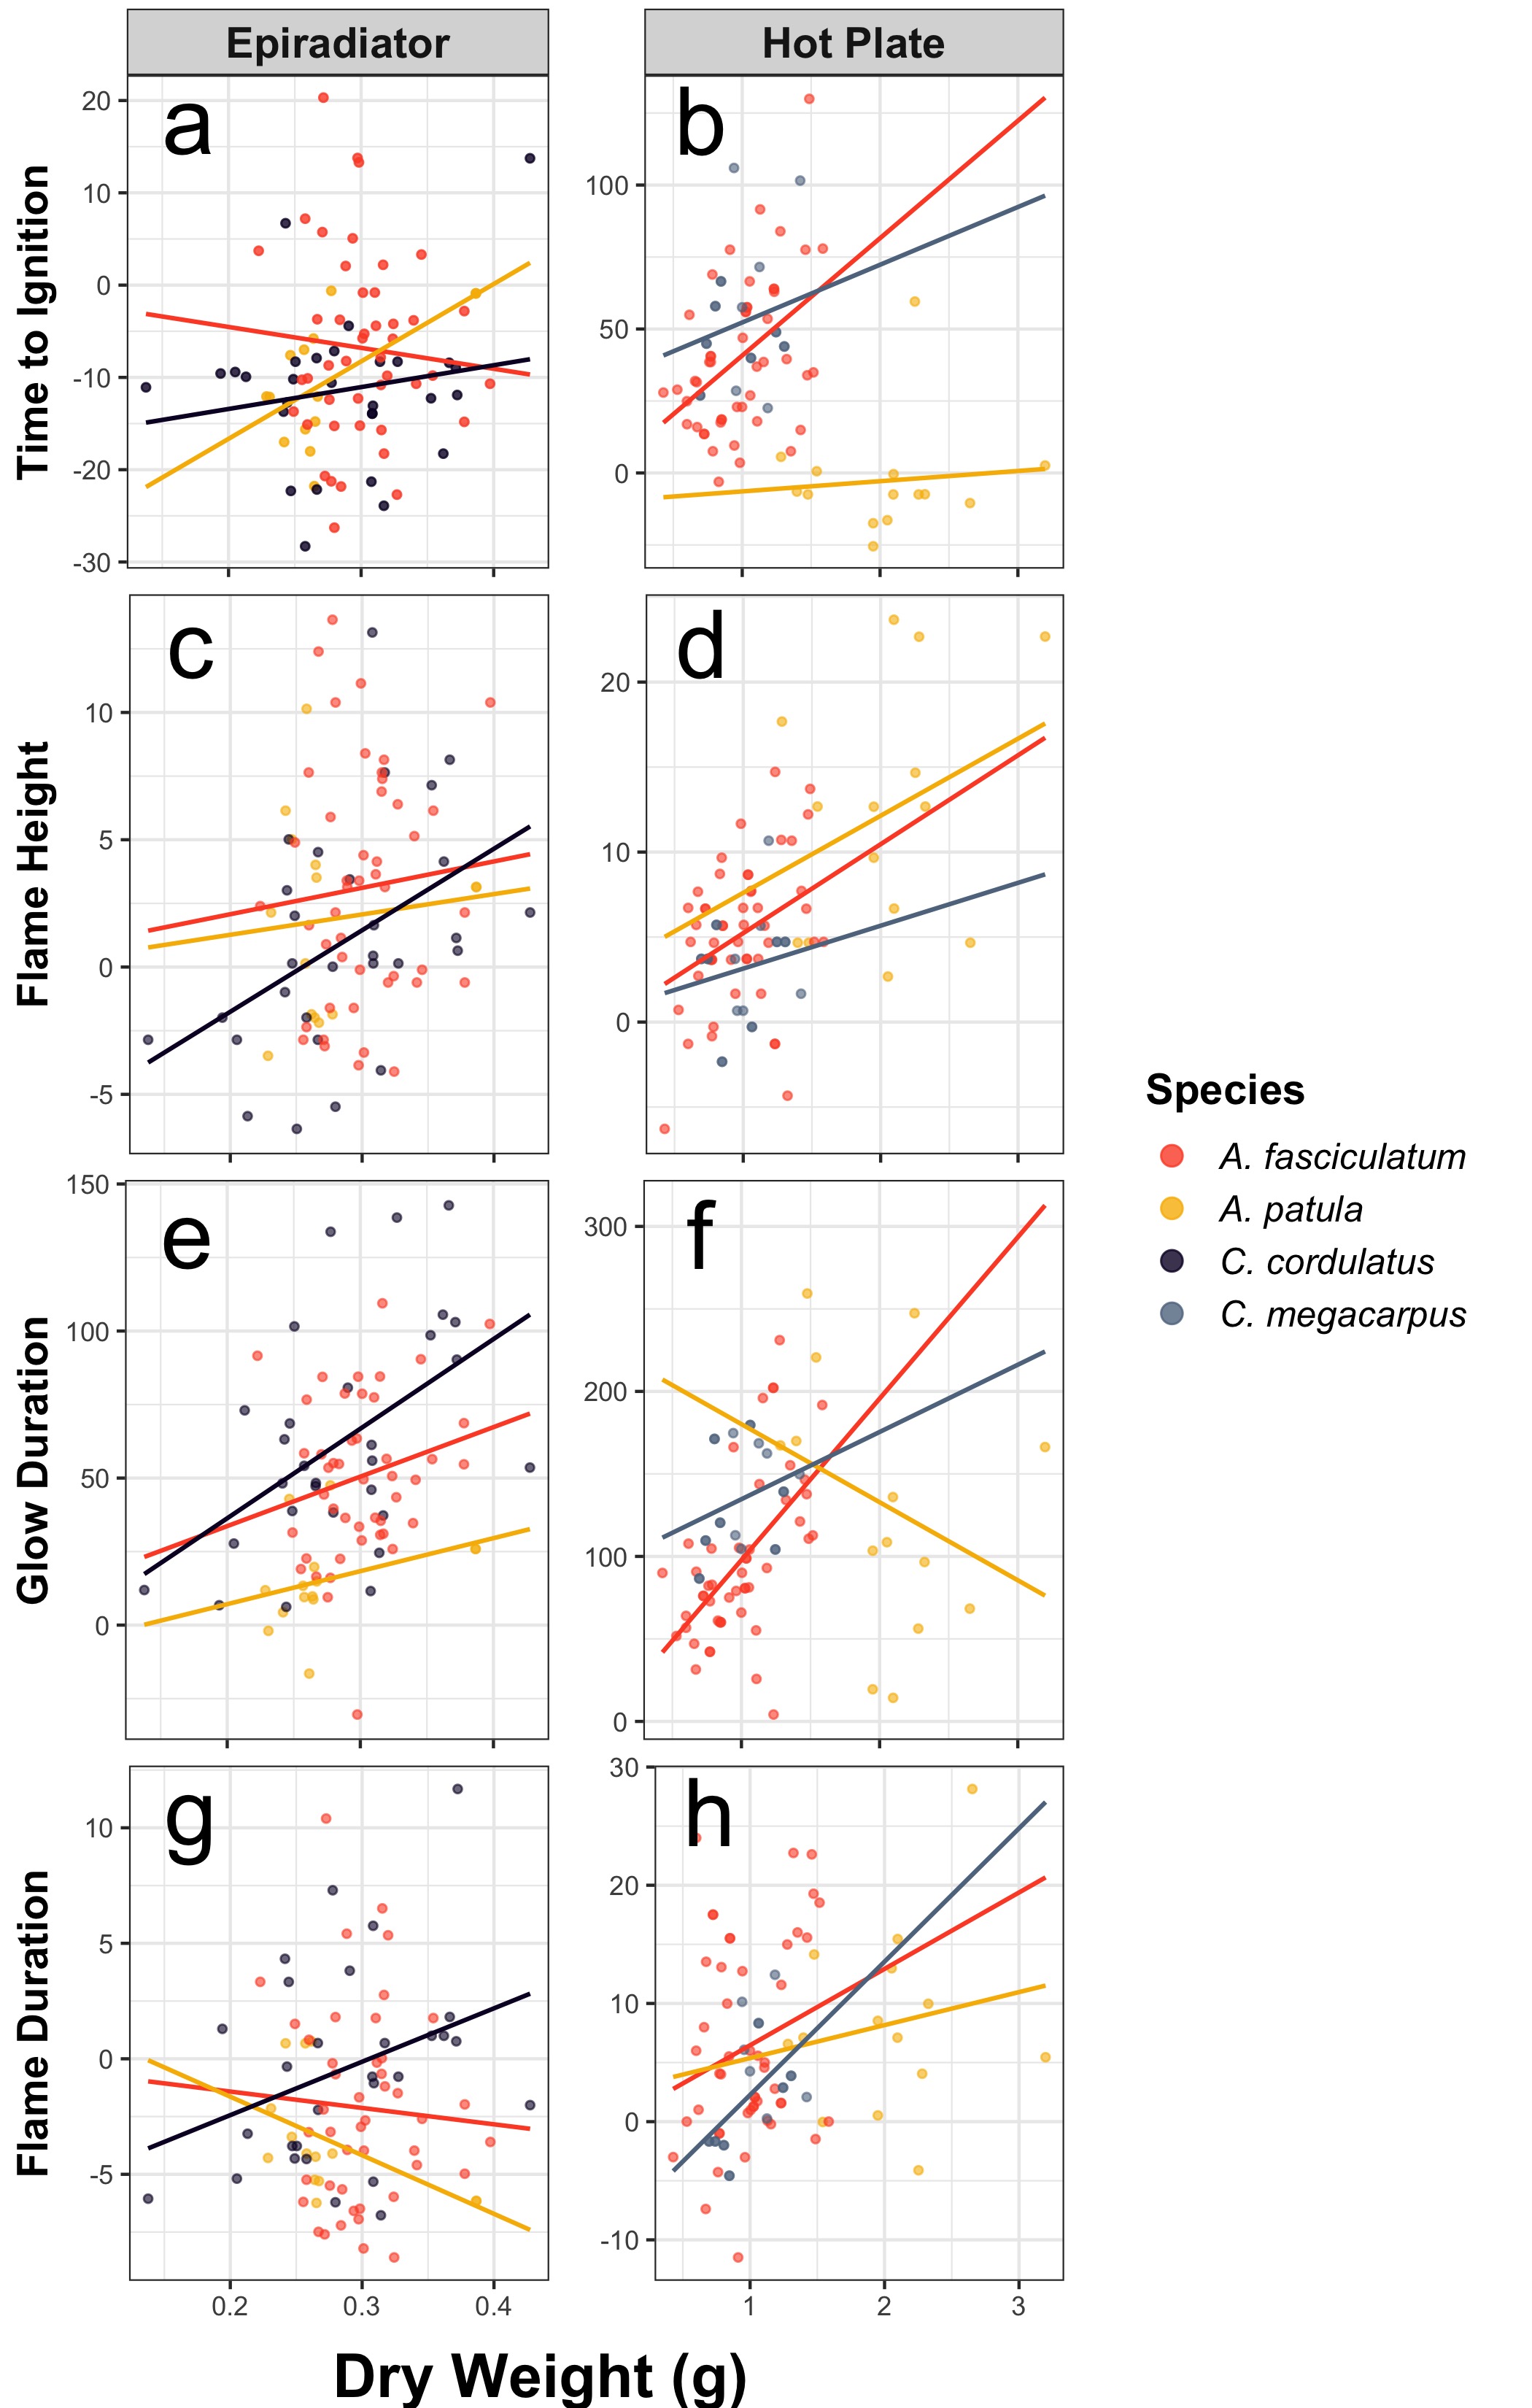 Epiradiator
Hot Plate
a
b
Time to Ignition
20
10
0
-10
-20
-30
100
50
0
c
d
Flame Height
10
5
0
-5
20
10
0
e
f
Glow Duration
150
100
50
0
300
200
100
0
g
h
Flame Duration
10
5
0
-5
30
20
10
0
-10
0.2 0.3 0.4
1 2 3
Dry Weight (g)
Species
A. fasciculatum
A. patula
C. cordulatus
C. megacarpus